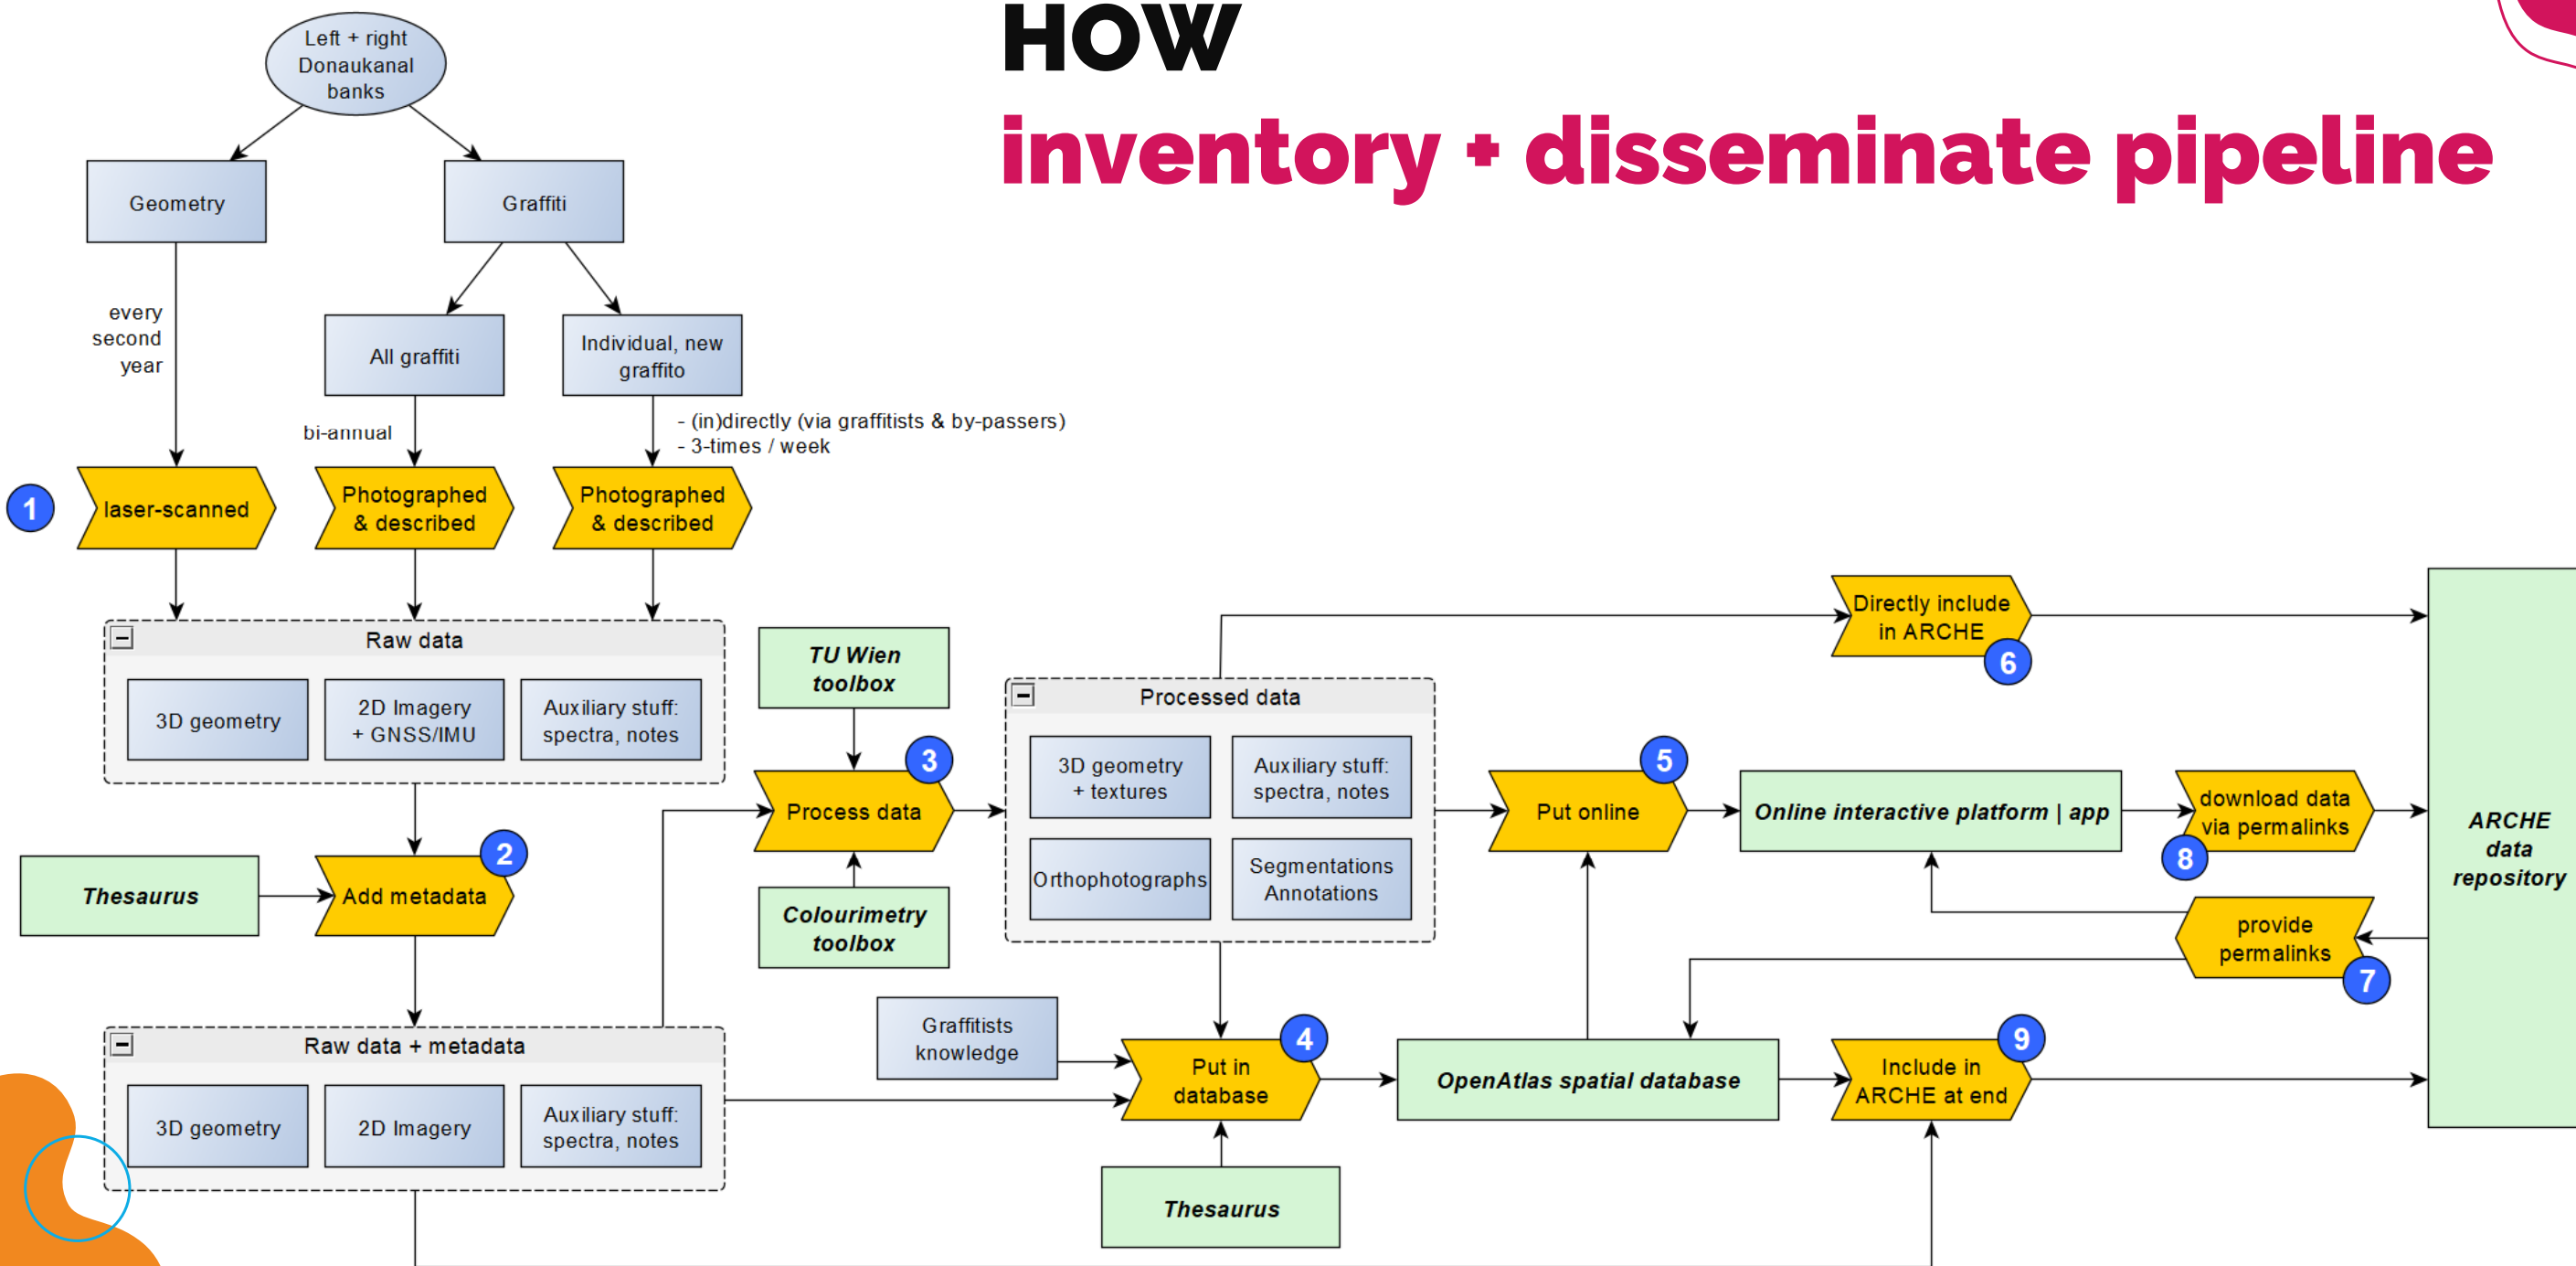 HOW
inventory + disseminate pipeline
Left + right
Donaukanal
banks
Geometry
Graffiti
every
second
year
All graffiti
Individual, new
graffito
bi-annual
- (in)directly (via graffitists & by-passers)
- 3-times / week
1
laser-scanned
Photographed
& described
Photographed
& described
Raw data
3D geometry
2D Imagery
+ GNSS/IMU
Auxiliary stuff:
spectra, notes
Thesaurus
2
Add metadata
Raw data + metadata
3D geometry
2D Imagery
Auxiliary stuff:
spectra, notes
TU Wien
toolbox
3
Process data
Colourimetry
toolbox
Processed data
3D geometry
+ textures
Auxiliary stuff:
spectra, notes
Orthophotographs
Segmentations
Annotations
Graffitists
knowledge
4
Put in
database
Thesaurus
5
Put online
OpenAtlas spatial database
Directly include
in ARCHE
6
Online interactive platform | app
download data
via permalinks
8
provide
permalinks
7
9
Include in
ARCHE at end
ARCHE
data
repository